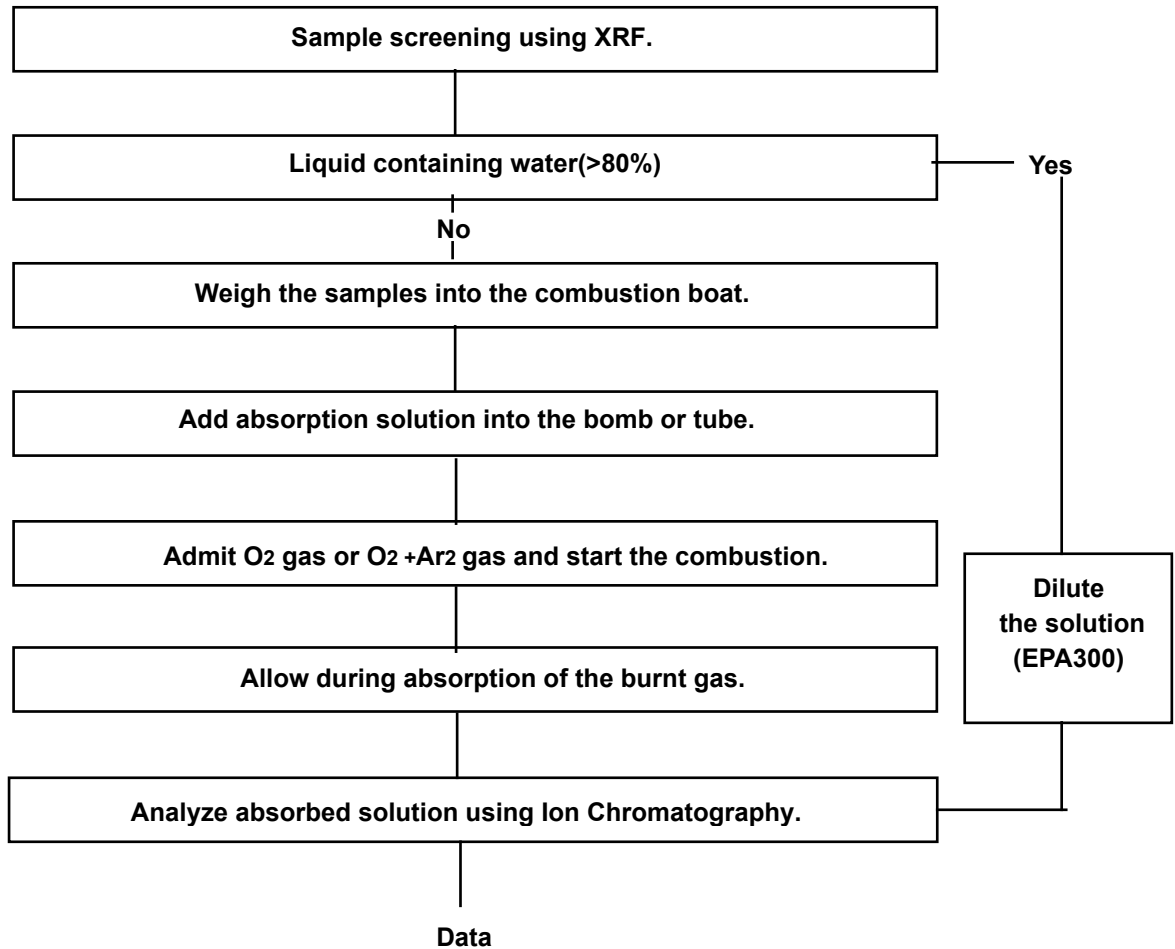 Sample screening using XRF.
Liquid containing water(>80%)
Yes
No
Weigh the samples into the combustion boat.
Add absorption solution into the bomb or tube.
Admit O2 gas or O2 +Ar2 gas and start the combustion.
Dilute
the solution
(EPA300)
Allow during absorption of the burnt gas.
Analyze absorbed solution using Ion Chromatography.
Data